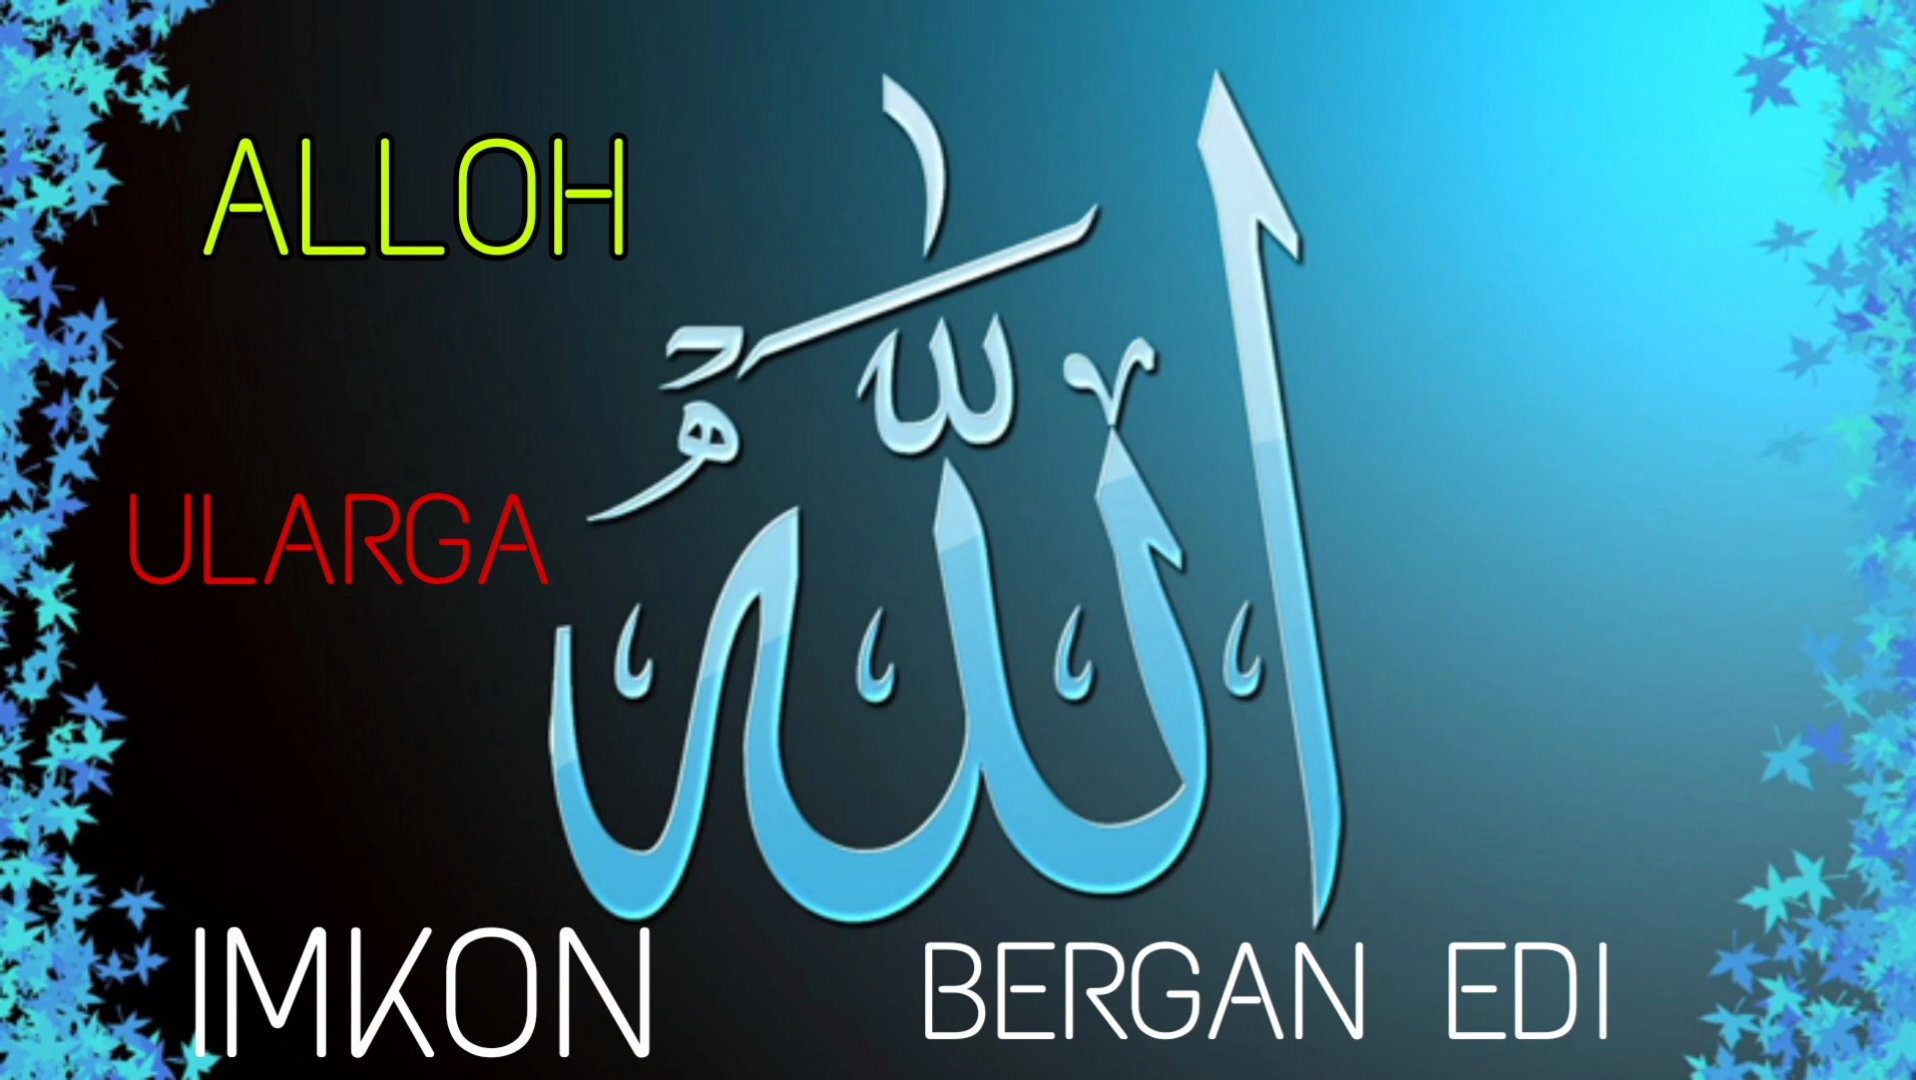 ALLOH
الله
ULARGA
IMKON BERGAN EDI